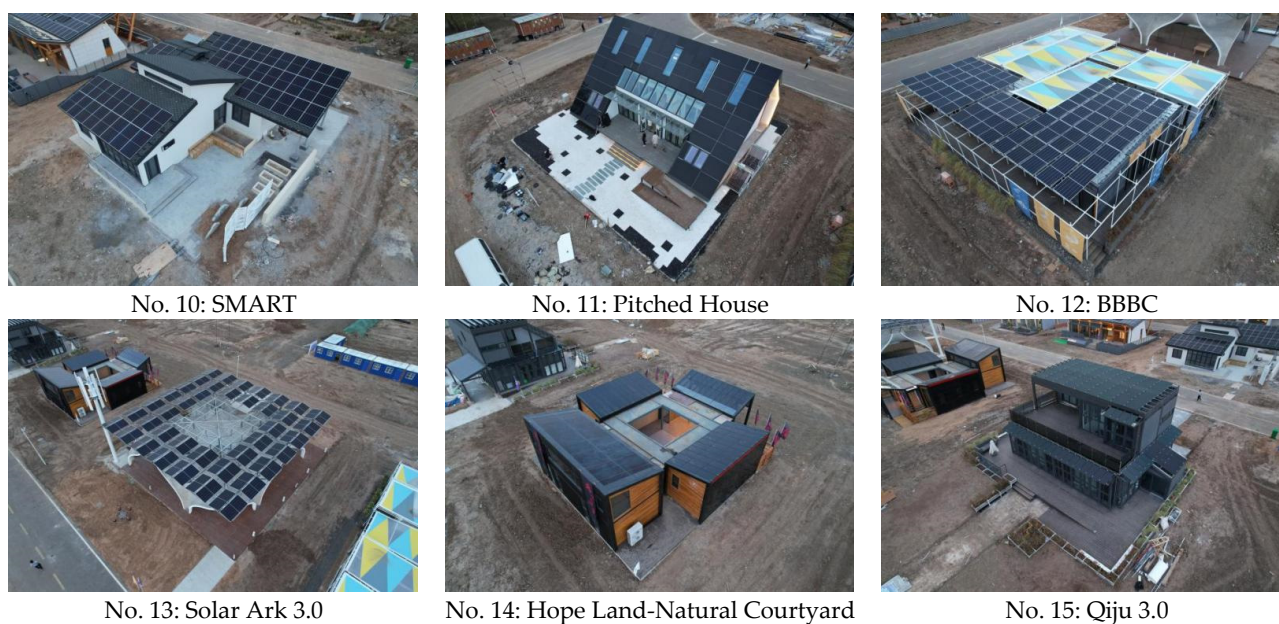 No. 10: SMART
No. 11: Pitched House
No. 12: BBBC
No. 13: Solar Ark 3.0
No. 14: Hope Land-Natural Courtyard
No. 15: Qiju 3.0